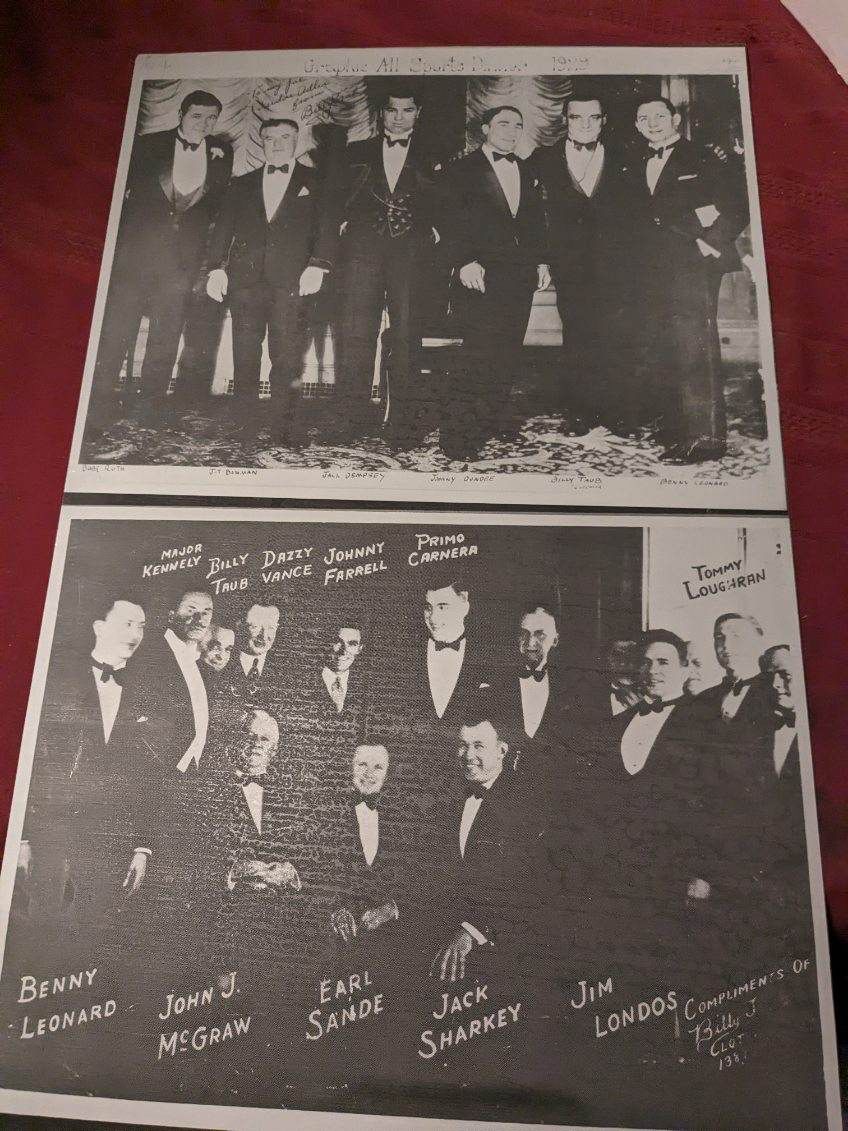 Graphic All Sports Dinner
Billy
BABE RUTH
J.T. BOWMAN
JACK DEMPSEY
JOHNNY DUNDEE
BILLY TAUB
BENNY LEONARD
MAJOR
KENNELY
BILLY
TAUB
DAZZY
VANCE
JOHNNY
FARRELL
PRIMO
CARNERA
TOMMY
LOUGHRAN
BENNY
LEONARD
JOHN J.
McGRAW
EARL
SANDE
JACK
SHARKEY
JIM
LONDOS
COMPLIMENTS OF
Billy J.